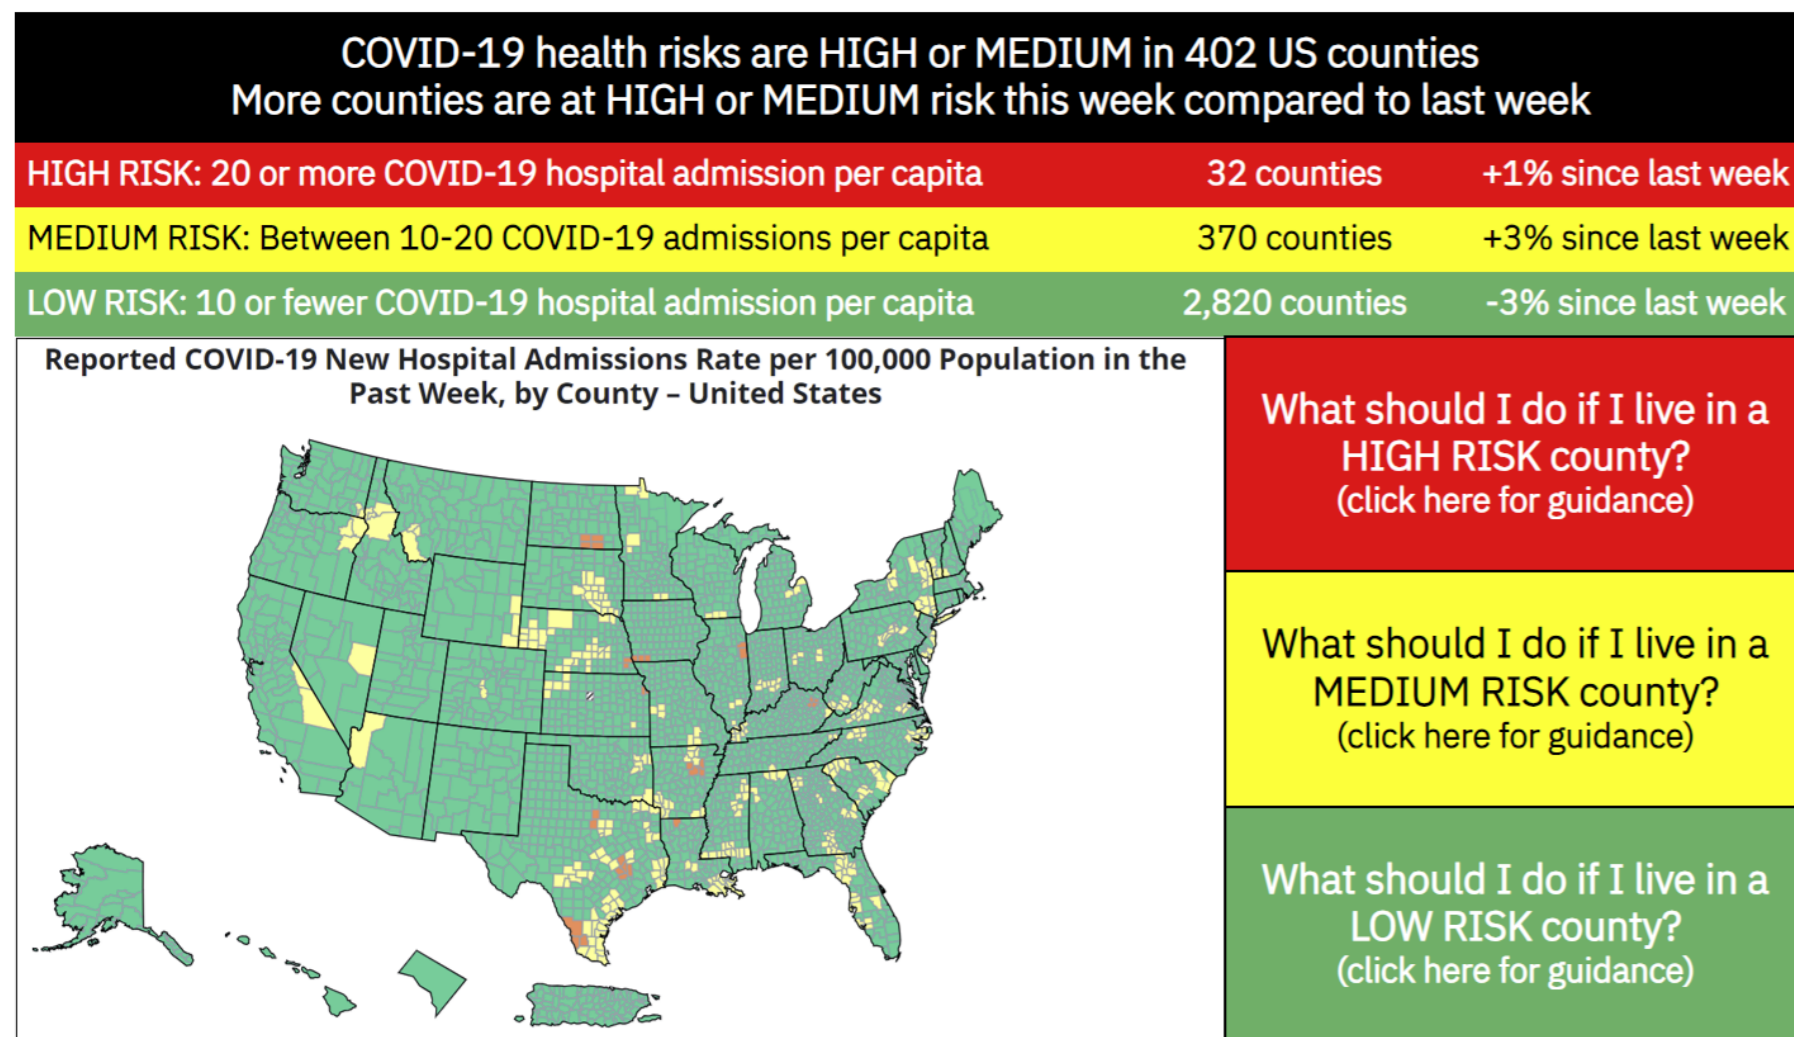 COVID-19 health risks are HIGH or MEDIUM in 402 US counties
More counties are at HIGH or MEDIUM risk this week compared to last week
HIGH RISK: 20 or more COVID-19 hospital admission per capita 32 counties +1% since last week
MEDIUM RISK: Between 10-20 COVID-19 admissions per capita 370 counties +3% since last week
LOW RISK: 10 or fewer COVID-19 hospital admission per capita 2,820 counties -3% since last week
Reported COVID-19 New Hospital Admissions Rate per 100,000 Population in the
Past Week, by County – United States
What should I do if I live in a
HIGH RISK county?
(click here for guidance)
What should I do if I live in a
MEDIUM RISK county?
(click here for guidance)
What should I do if I live in a
LOW RISK county?
(click here for guidance)